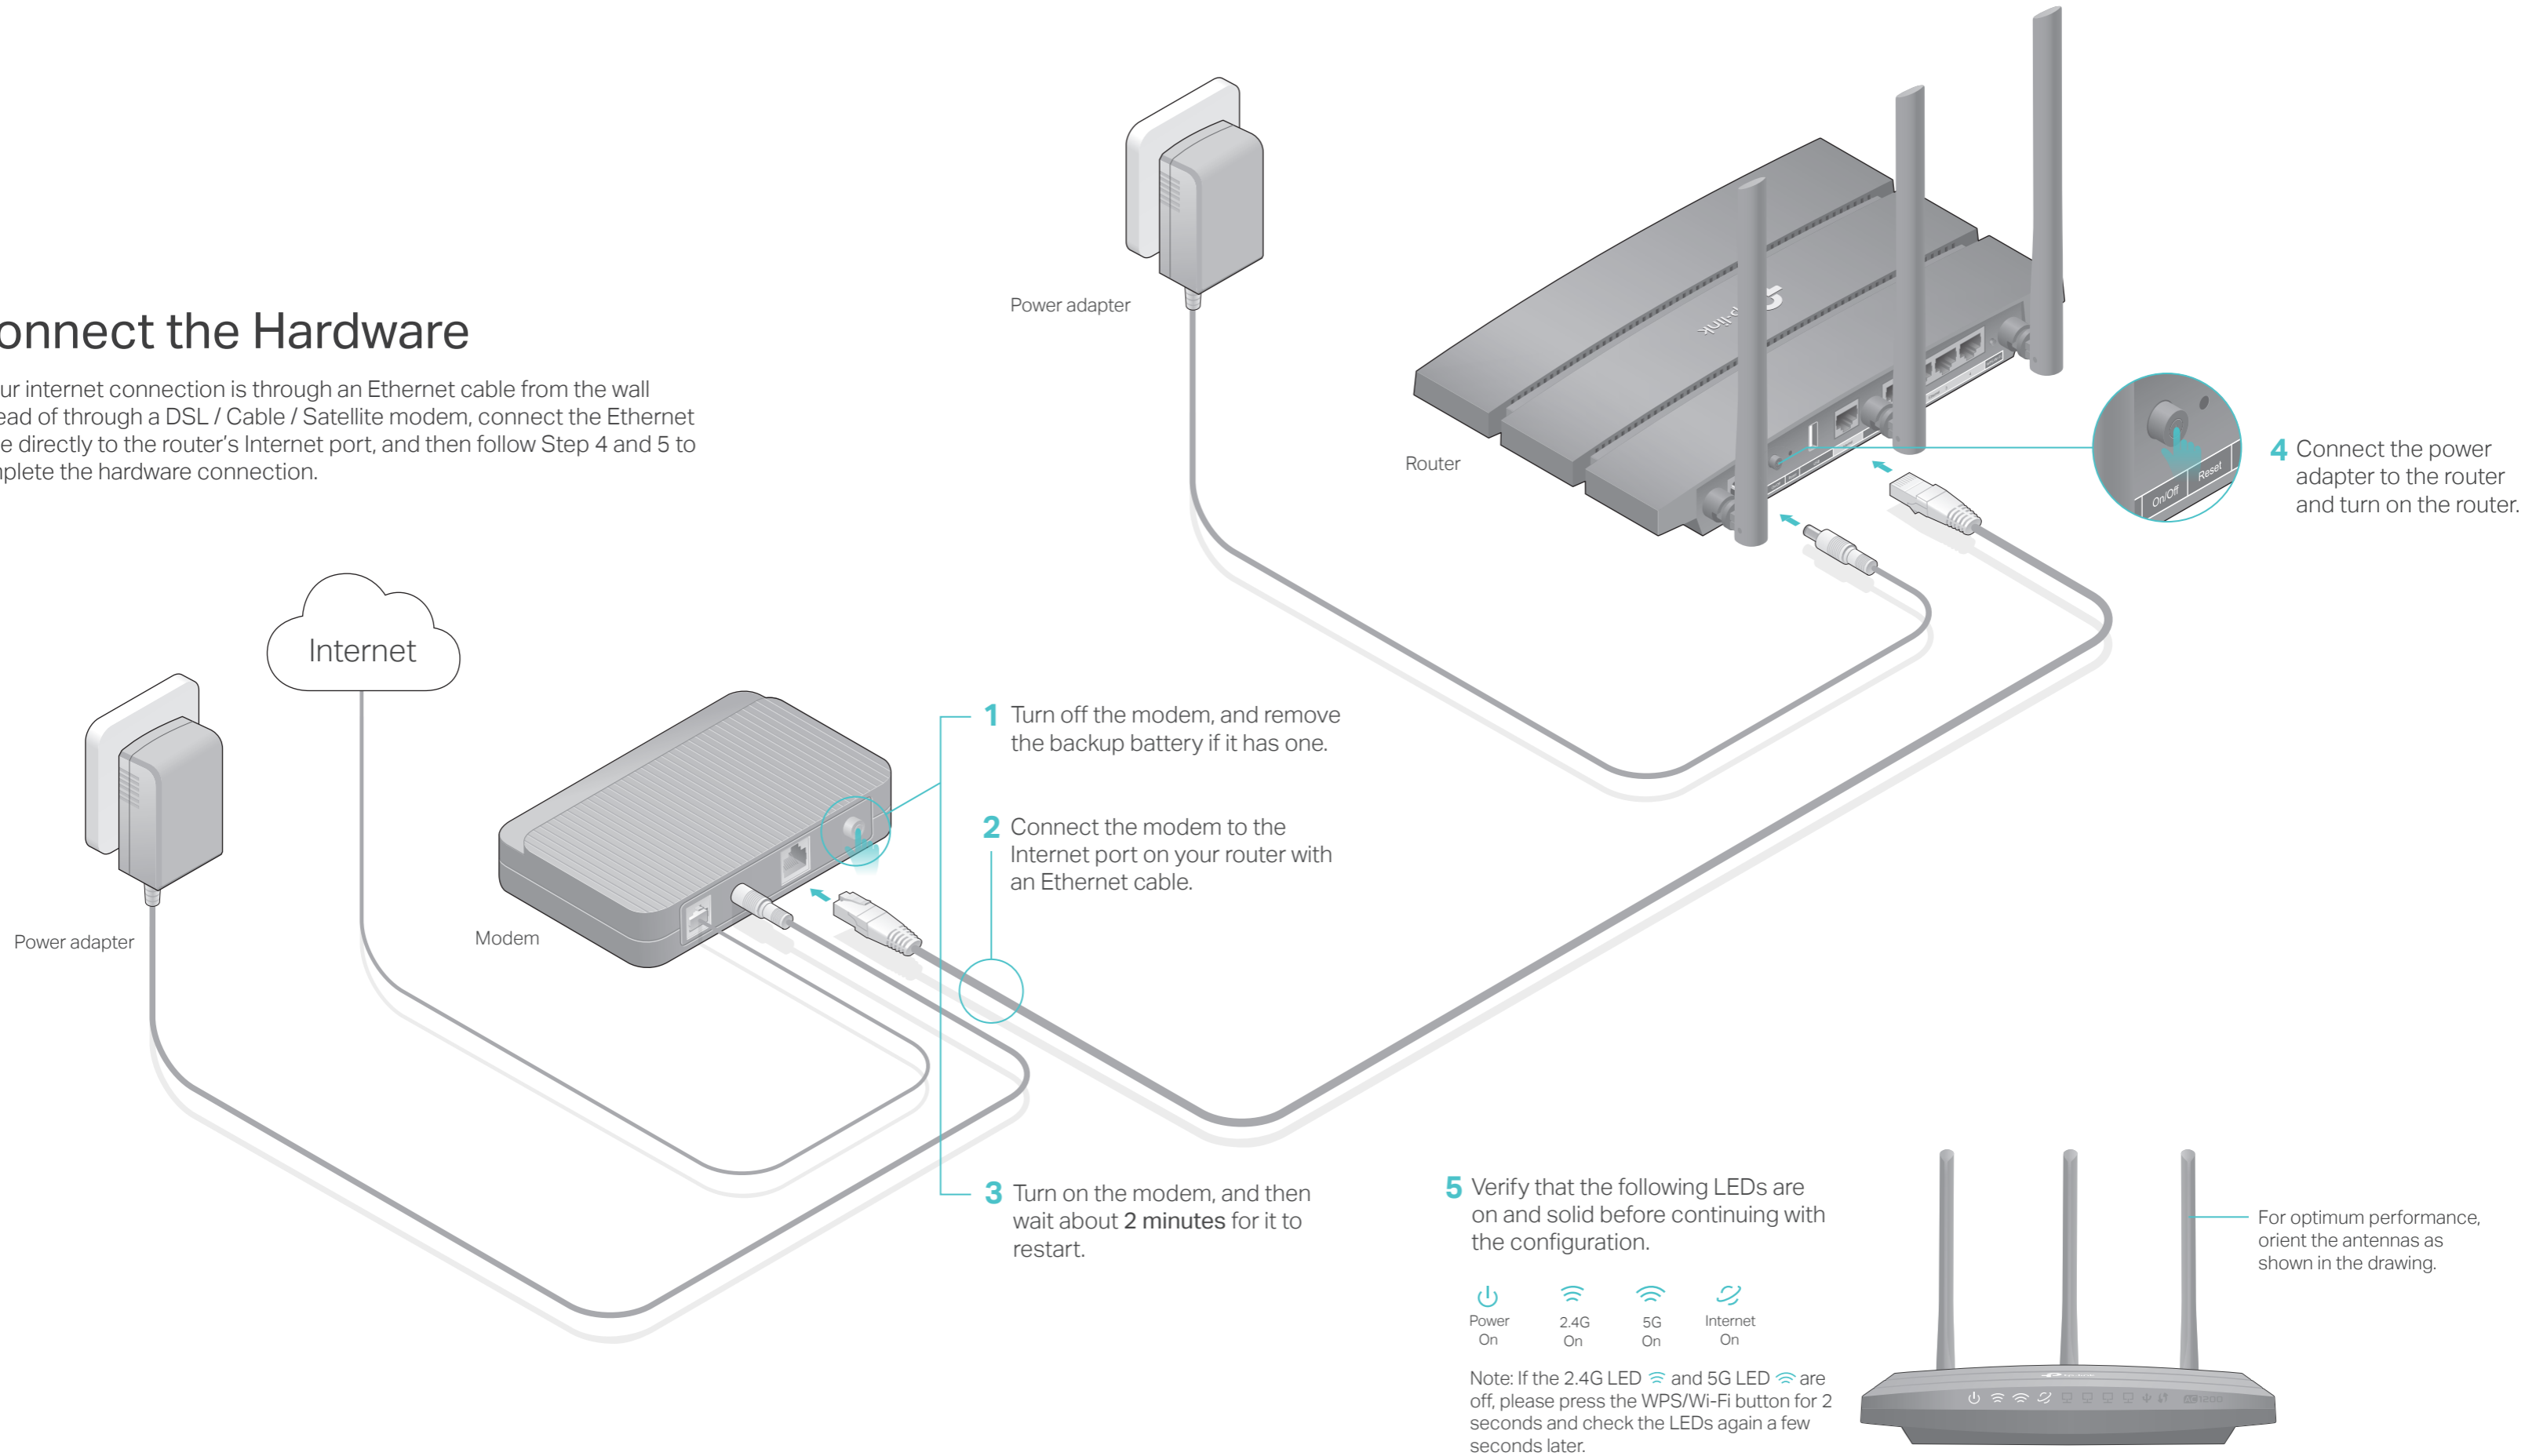 onnect the Hardware
ur internet connection is through an Ethernet cable from the wall
ead of through a DSL / Cable / Satellite modem, connect the Ethernet
e directly to the router's Internet port, and then follow Step 4 and 5 to
nplete the hardware connection.
Power adapter
tp-link
Router
On/Off
Reset
4 Connect the power
adapter to the router
and turn on the router.
Internet
Power adapter
Modem
1 Turn off the modem, and remove
the backup battery if it has one.
2 Connect the modem to the
Internet port on your router with
an Ethernet cable.
3 Turn on the modem, and then
wait about 2 minutes for it to
restart.
5 Verify that the following LEDs are
on and solid before continuing with
the configuration.
Power
On
2.4G
On
5G
On
Internet
On
Note: If the 2.4G LED and 5G LED are
off, please press the WPS/Wi-Fi button for 2
seconds and check the LEDs again a few
seconds later.
For optimum performance,
orient the antennas as
shown in the drawing.
tp-link
AC1200